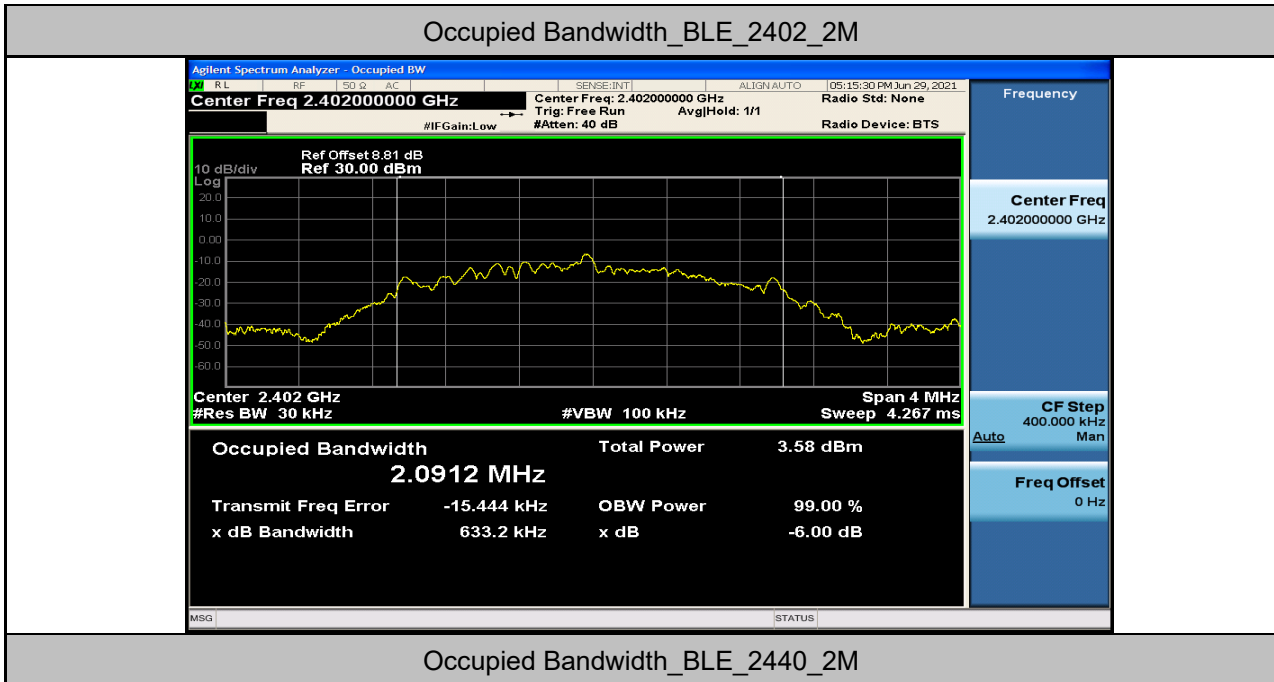 Occupied Bandwidth_BLE_2402_2M
Agilent Spectrum Analyzer - Occupied BW
LXI RL RF 50 Ω AC SENSE:INT ALIGN AUTO 05:15:30 PM Jun 29, 2021
Center Freq 2.402000000 GHz Center Freq: 2.402000000 GHz Radio Std: None
Trig: Free Run Avg|Hold: 1/1
#IFGain:Low #Atten: 40 dB Radio Device: BTS
Ref Offset 8.81 dB
10 dB/div Ref 30.00 dBm
Log
20.0
10.0
0.00
-10.0
-20.0
-30.0
-40.0
-50.0
-60.0
Center 2.402 GHz Span 4 MHz
#Res BW 30 kHz #VBW 100 kHz Sweep 4.267 ms
Occupied Bandwidth Total Power 3.58 dBm
2.0912 MHz
Transmit Freq Error -15.444 kHz OBW Power 99.00 %
x dB Bandwidth 633.2 kHz x dB -6.00 dB
MSG STATUS
Frequency
Center Freq
2.402000000 GHz
CF Step
400.000 kHz
Auto Man
Freq Offset
0 Hz
Occupied Bandwidth_BLE_2440_2M